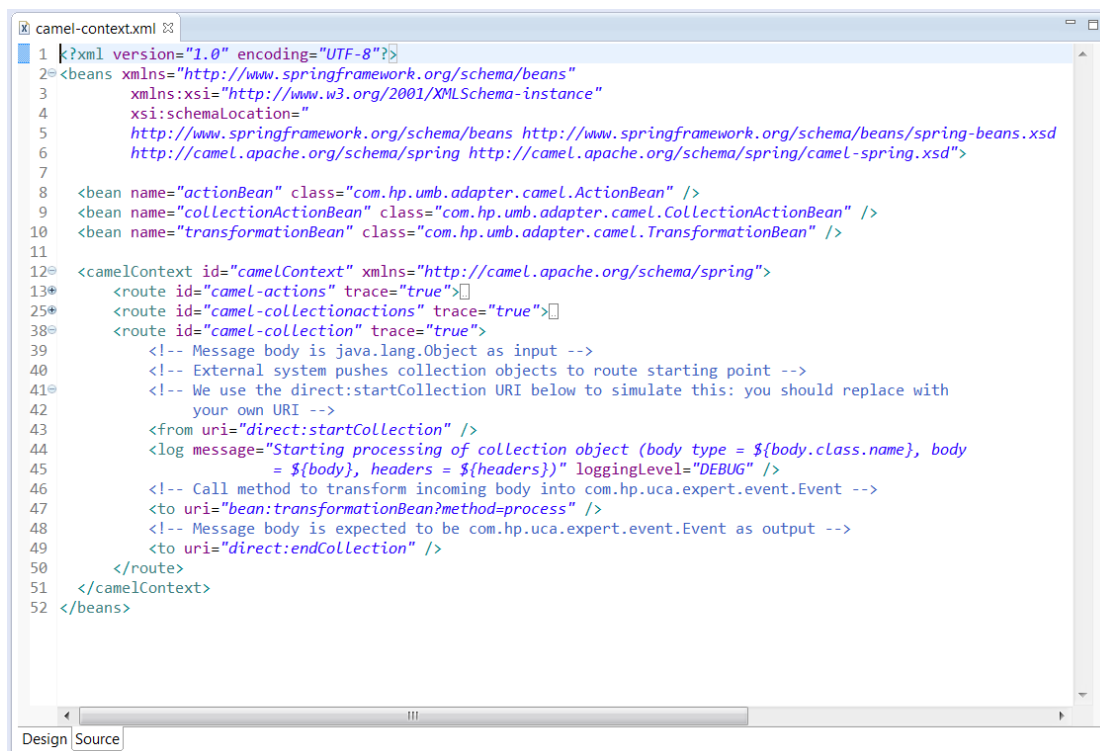 camel-context.xml
1 <?xml version="1.0" encoding="UTF-8"?>
2 <beans xmlns="http://www.springframework.org/schema/beans"
3 xmlns:xsi="http://www.w3.org/2001/XMLSchema-instance"
4 xsi:schemaLocation="
5 http://www.springframework.org/schema/beans http://www.springframework.org/schema/beans/spring-beans.xsd
6 http://camel.apache.org/schema/spring http://camel.apache.org/schema/spring/camel-spring.xsd">
7
8 <bean name="actionBean" class="com.hp.umb.adapter.camel.ActionBean" />
9 <bean name="collectionActionBean" class="com.hp.umb.adapter.camel.CollectionActionBean" />
10 <bean name="transformationBean" class="com.hp.umb.adapter.camel.TransformationBean" />
11
12 <camelContext id="camelContext" xmlns="http://camel.apache.org/schema/spring">
13 <route id="camel-actions" trace="true">
25 <route id="camel-collectionactions" trace="true">
38 <route id="camel-collection" trace="true">
39 <!-- Message body is java.lang.Object as input -->
40 <!-- External system pushes collection objects to route starting point -->
41 <!-- We use the direct:startCollection URI below to simulate this: you should replace with
42 your own URI -->
43 <from uri="direct:startCollection" />
44 <log message="Starting processing of collection object (body type = ${body.class.name}, body
45 = ${body}, headers = ${headers})" loggingLevel="DEBUG" />
46 <!-- Call method to transform incoming body into com.hp.uca.expert.event.Event -->
47 <to uri="bean:transformationBean?method=process" />
48 <!-- Message body is expected to be com.hp.uca.expert.event.Event as output -->
49 <to uri="direct:endCollection" />
50 </route>
51 </camelContext>
52 </beans>
Design Source